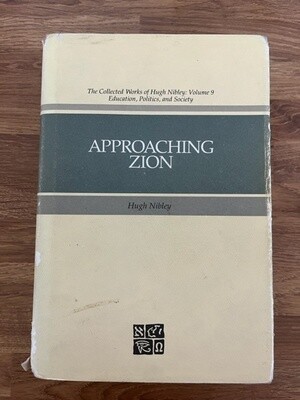 The Collected Works of Hugh Nibley: Volume 9
Education, Politics, and Society
APPROACHING
ZION
Hugh Nibley